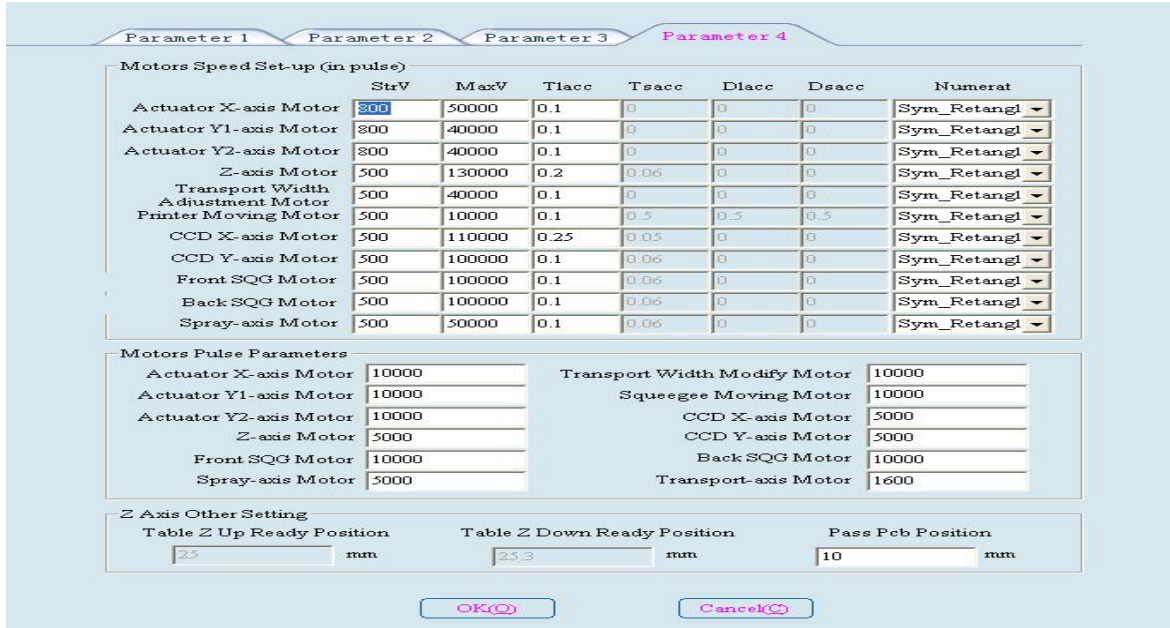 Parameter 1 Parameter 2 Parameter 3 Parameter 4
Motors Speed Set-up (in pulse)
StrV MaxV Tlacc Tsacc Dlacc Dsacc Numerat
Actuator X-axis Motor 800 50000 0.1 0 0 0 Sym_Retangl
Actuator Y1-axis Motor 800 40000 0.1 0 0 0 Sym_Retangl
Actuator Y2-axis Motor 800 40000 0.1 0 0 0 Sym_Retangl
Z-axis Motor 500 130000 0.2 0.06 0 0 Sym_Retangl
Transport Width
Adjustment Motor 500 40000 0.1 0 0 0 Sym_Retangl
Printer Moving Motor 500 10000 0.1 0.5 0.5 0.5 Sym_Retangl
CCD X-axis Motor 500 110000 0.25 0.05 0 0 Sym_Retangl
CCD Y-axis Motor 500 100000 0.1 0.06 0 0 Sym_Retangl
Front SQG Motor 500 100000 0.1 0.06 0 0 Sym_Retangl
Back SQG Motor 500 100000 0.1 0.06 0 0 Sym_Retangl
Spray-axis Motor 500 50000 0.1 0.06 0 0 Sym_Retangl
Motors Pulse Parameters
Actuator X-axis Motor 10000 Transport Width Modify Motor 10000
Actuator Y1-axis Motor 10000 Squeegee Moving Motor 10000
Actuator Y2-axis Motor 10000 CCD X-axis Motor 5000
Z-axis Motor 5000 CCD Y-axis Motor 5000
Front SQG Motor 10000 Back SQG Motor 10000
Spray-axis Motor 5000 Transport-axis Motor 1600
Z Axis Other Setting
Table Z Up Ready Position Table Z Down Ready Position Pass Pcb Position
25 mm 25.3 mm 10 mm
OK(O) Cancel(C)